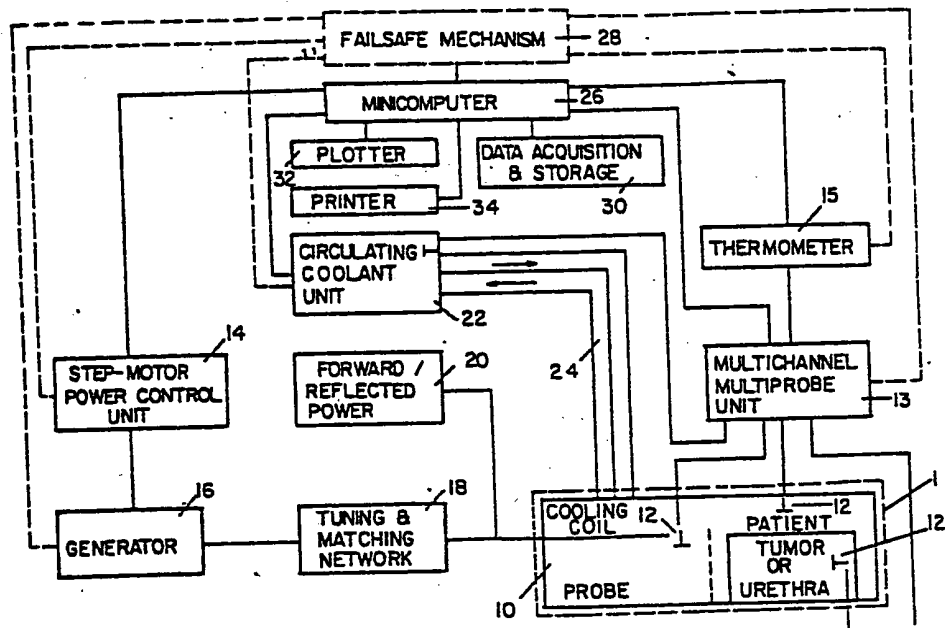 FAILSAFE MECHANISM
28
11
MINICOMPUTER
26
PLOTTER
32
DATA ACQUISITION
& STORAGE
30
PRINTER
34
15
THERMOMETER
CIRCULATING
COOLANT
UNIT
22
14
STEP-MOTOR
POWER CONTROL
UNIT
FORWARD /
REFLECTED
POWER
20
24
MULTICHANNEL
MULTIPROBE
UNIT
13
16
GENERATOR
18
TUNING &
MATCHING
NETWORK
1
COOLING
COIL
12
12
PATIENT
12
TUMOR
OR
URETHRA
10
PROBE